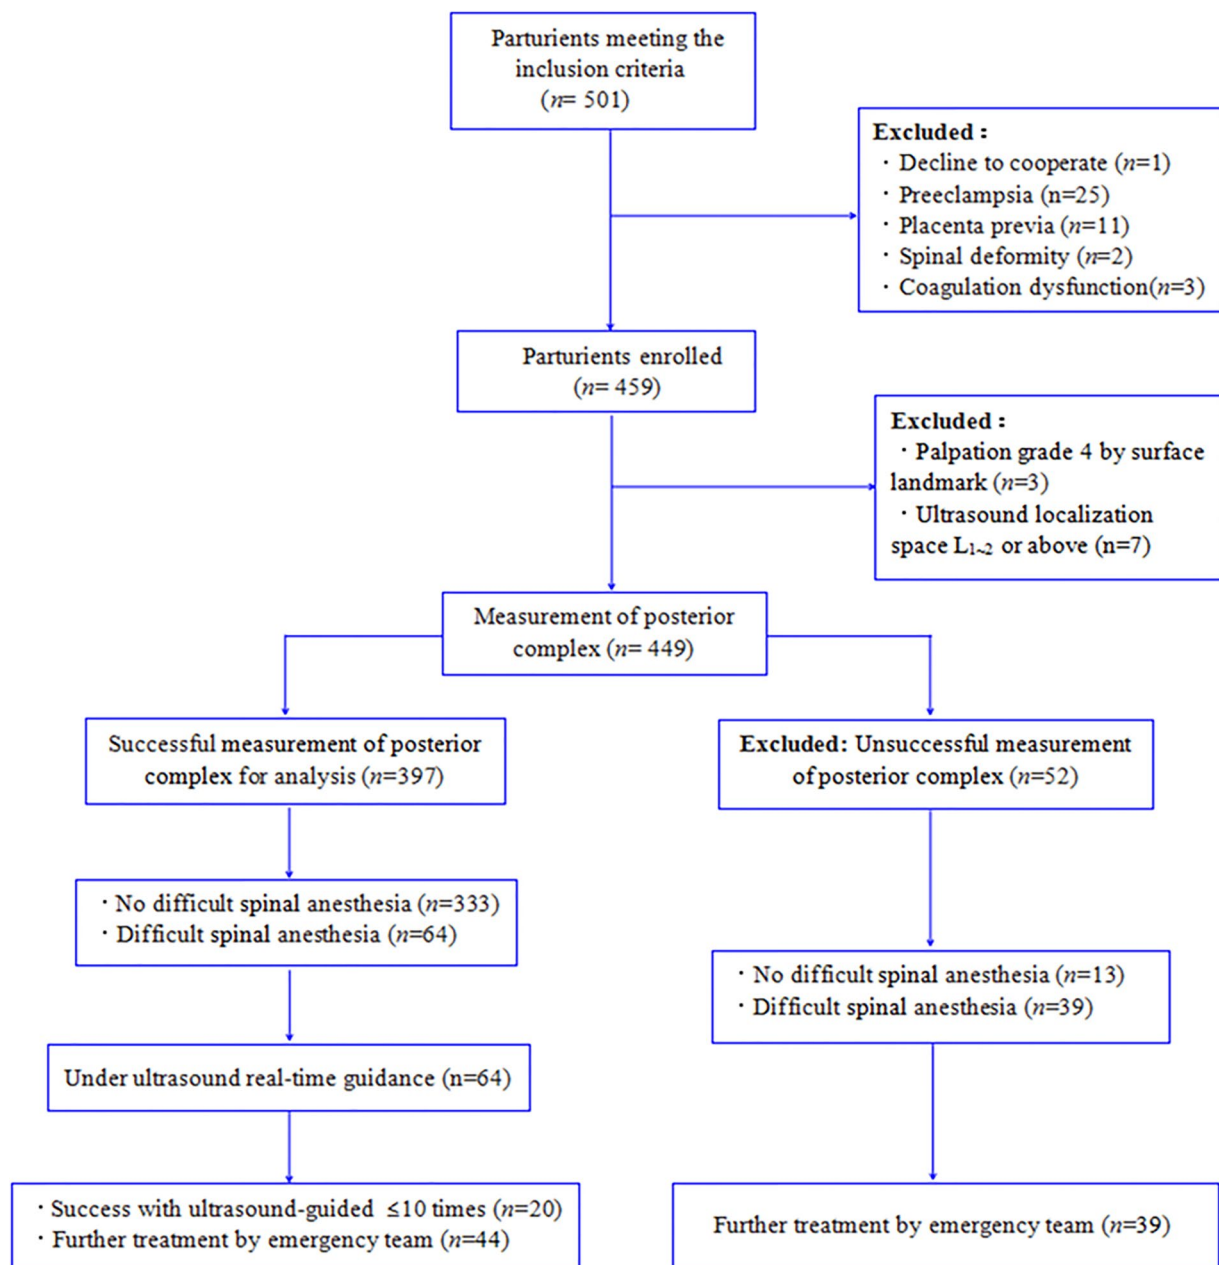 Parturients meeting the
inclusion criteria
(n= 501)
Excluded：
· Decline to cooperate (n=1)
· Preeclampsia (n=25)
· Placenta previa (n=11)
· Spinal deformity (n=2)
· Coagulation dysfunction(n=3)
Parturients enrolled
(n= 459)
Excluded：
· Palpation grade 4 by surface
landmark (n=3)
· Ultrasound localization
space L₁~₂ or above (n=7)
Measurement of posterior
complex (n= 449)
Successful measurement of posterior
complex for analysis (n=397)
Excluded: Unsuccessful measurement
of posterior complex (n=52)
· No difficult spinal anesthesia (n=333)
· Difficult spinal anesthesia (n=64)
· No difficult spinal anesthesia (n=13)
· Difficult spinal anesthesia (n=39)
Under ultrasound real-time guidance (n=64)
· Success with ultrasound-guided ≤10 times (n=20)
· Further treatment by emergency team (n=44)
Further treatment by emergency team (n=39)